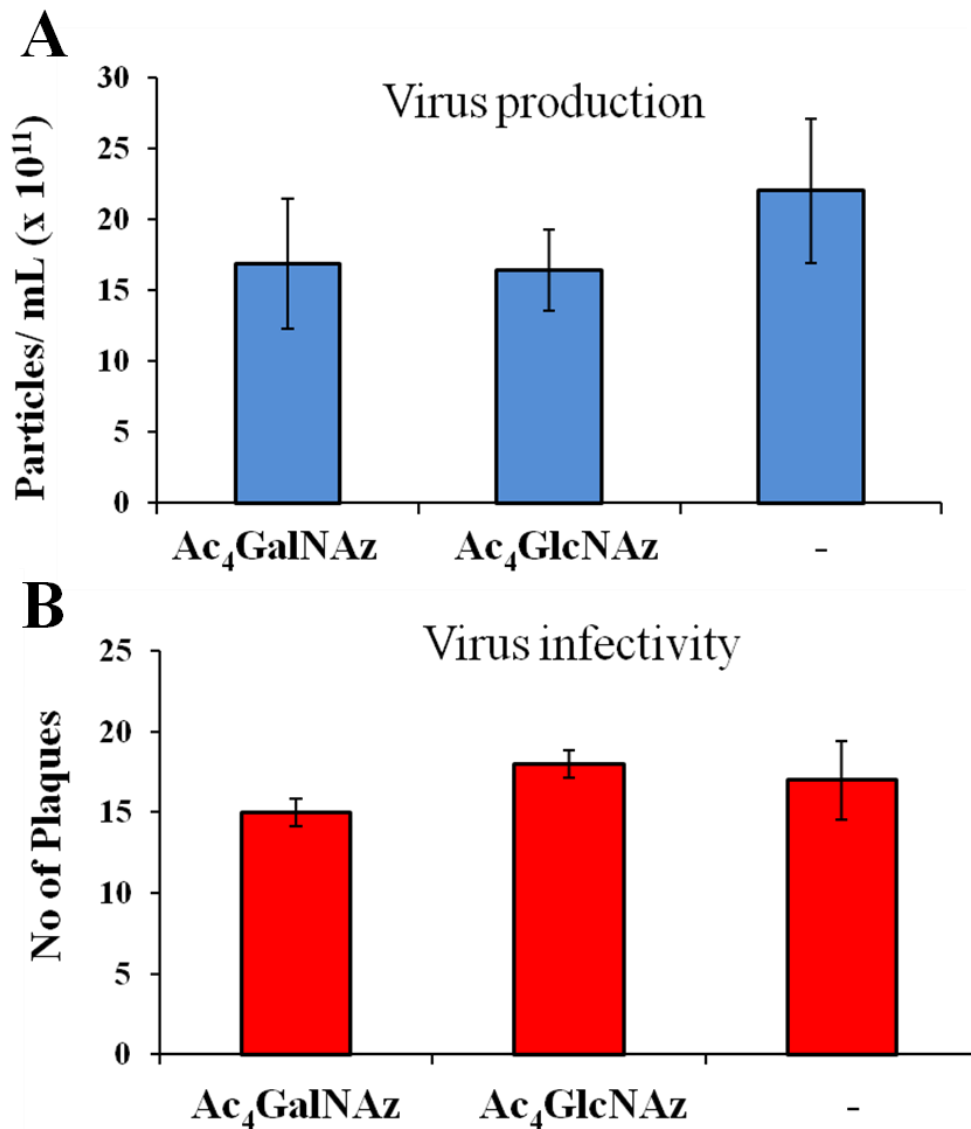 A
Virus production
Particles/ mL (x 10¹¹)
30
25
20
15
10
5
0
Ac₄GalNAz Ac₄GlcNAz -
B
Virus infectivity
No of Plaques
25
20
15
10
5
0
Ac₄GalNAz Ac₄GlcNAz -